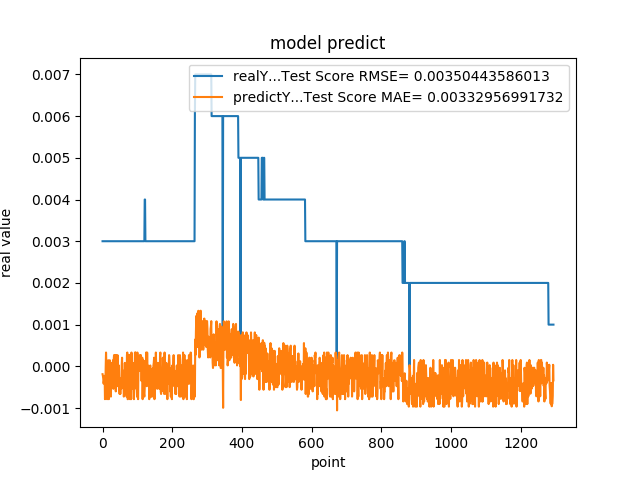 model predict
realY...Test Score RMSE= 0.00350443586013
predictY...Test Score MAE= 0.00332956991732
real value
0.007
0.006
0.005
0.004
0.003
0.002
0.001
0.000
−0.001
0 200 400 600 800 1000 1200
point